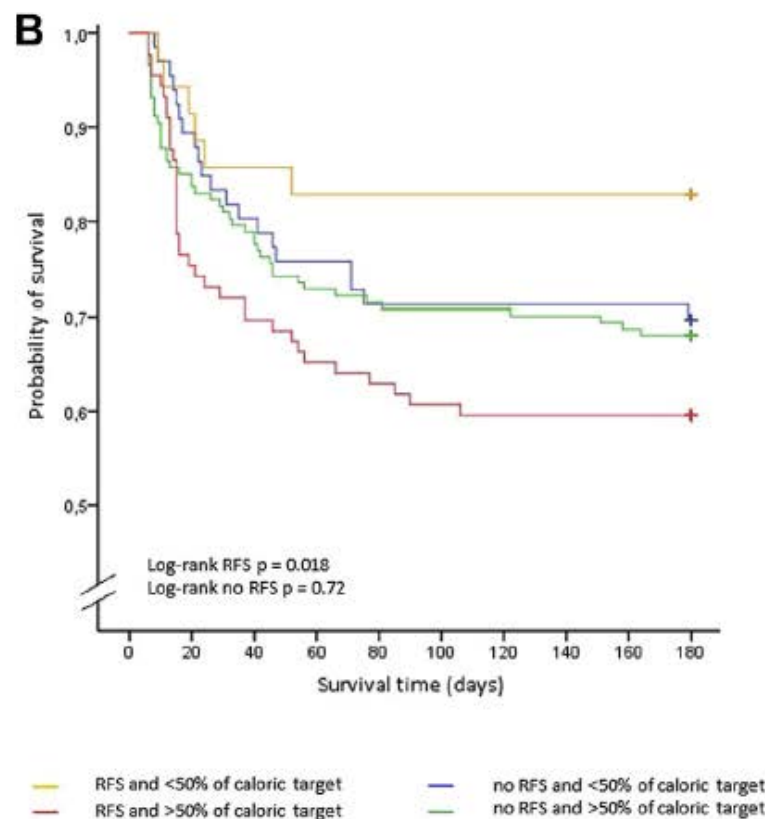 B
1,0
0,9
0,8
0,7
0,6
0,5
Probability of survival
Log-rank RFS p = 0.018
Log-rank no RFS p = 0.72
0 20 40 60 80 100 120 140 160 180
Survival time (days)
RFS and <50% of caloric target
RFS and >50% of caloric target
no RFS and <50% of caloric target
no RFS and >50% of caloric target